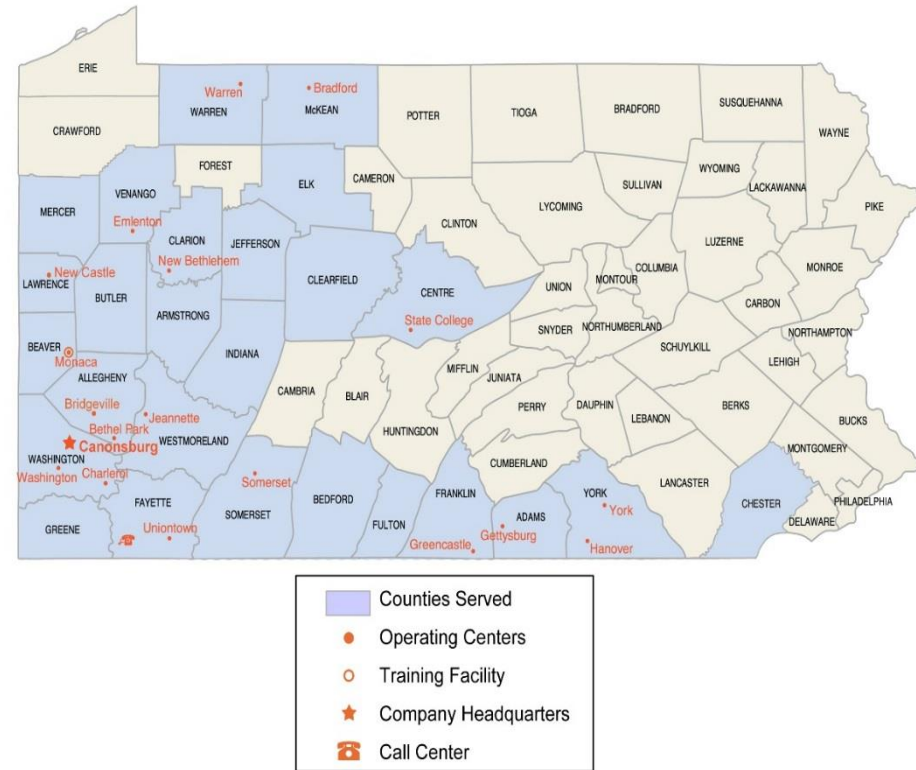 ERIE
CRAWFORD
Warren
WARREN
Bradford
McKEAN
POTTER
TIOGA
BRADFORD
SUSQUEHANNA
WAYNE
FOREST
ELK
CAMERON
WYOMING
SULLIVAN
LACKAWANNA
PIKE
MERCER
VENANGO
Emlenton
CLARION
New Bethlehem
JEFFERSON
CLINTON
LYCOMING
LUZERNE
New Castle
LAWRENCE
BUTLER
ARMSTRONG
CLEARFIELD
CENTRE
State College
UNION
MONTOUR
COLUMBIA
MONROE
CARBON
SNYDER
NORTHUMBERLAND
SCHUYLKILL
NORTHAMPTON
LEHIGH
BEAVER
Monaca
INDIANA
ALLEGHENY
CAMBRIA
BLAIR
MIFFLIN
JUNIATA
PERRY
DAUPHIN
LEBANON
BERKS
BUCKS
Bridgeville
Jeannette
Bethel Park
WESTMORELAND
Canonsburg
HUNTINGDON
CUMBERLAND
MONTGOMERY
WASHINGTON
Washington
Charleroi
Somerset
SOMERSET
BEDFORD
FULTON
FRANKLIN
YORK
York
LANCASTER
CHESTER
PHILADELPHIA
DELAWARE
GREENE
FAYETTE
Uniontown
Greencastle
ADAMS
Gettysburg
Hanover
Counties Served
Operating Centers
Training Facility
Company Headquarters
Call Center